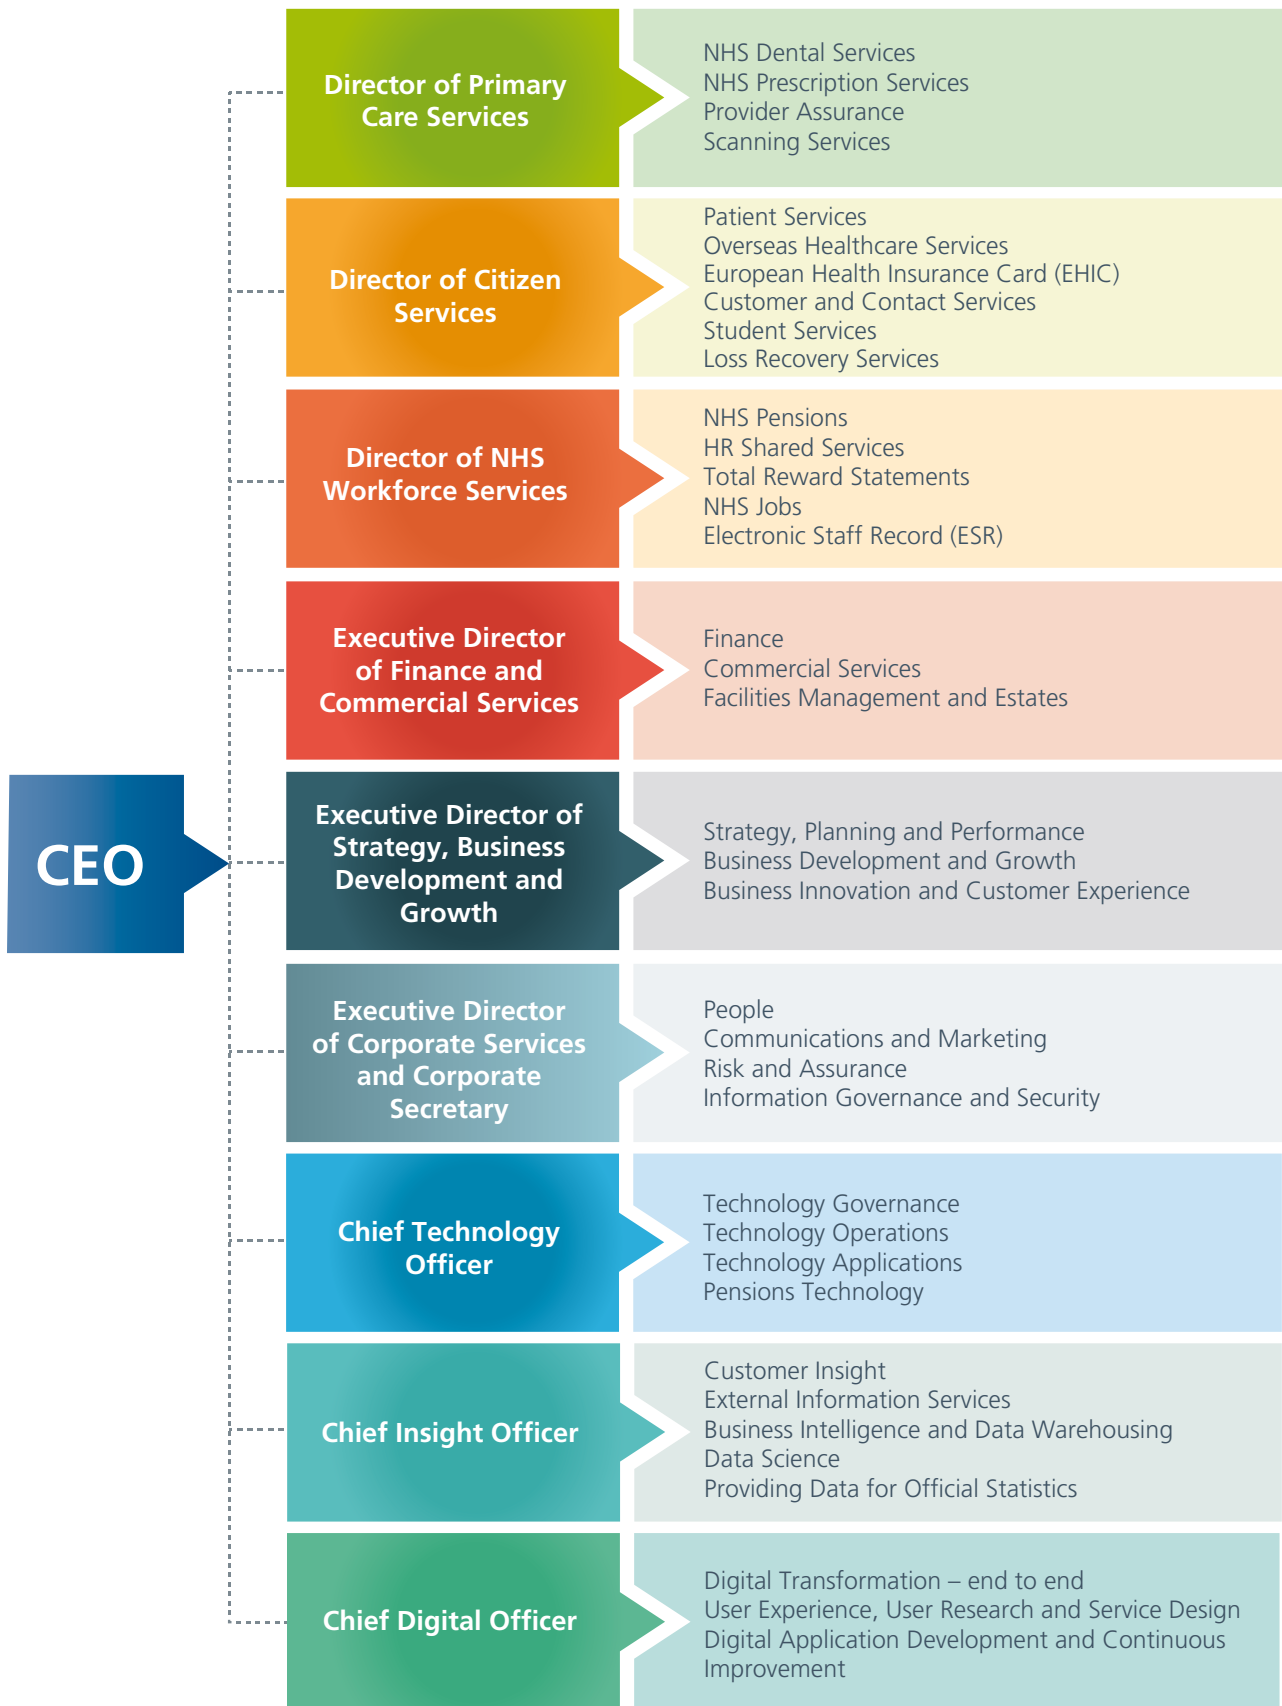 CEO
Director of Primary
Care Services
NHS Dental Services
NHS Prescription Services
Provider Assurance
Scanning Services
Director of Citizen
Services
Patient Services
Overseas Healthcare Services
European Health Insurance Card (EHIC)
Customer and Contact Services
Student Services
Loss Recovery Services
Director of NHS
Workforce Services
NHS Pensions
HR Shared Services
Total Reward Statements
NHS Jobs
Electronic Staff Record (ESR)
Executive Director
of Finance and
Commercial Services
Finance
Commercial Services
Facilities Management and Estates
Executive Director of
Strategy, Business
Development and
Growth
Strategy, Planning and Performance
Business Development and Growth
Business Innovation and Customer Experience
Executive Director
of Corporate Services
and Corporate
Secretary
People
Communications and Marketing
Risk and Assurance
Information Governance and Security
Chief Technology
Officer
Technology Governance
Technology Operations
Technology Applications
Pensions Technology
Chief Insight Officer
Customer Insight
External Information Services
Business Intelligence and Data Warehousing
Data Science
Providing Data for Official Statistics
Chief Digital Officer
Digital Transformation – end to end
User Experience, User Research and Service Design
Digital Application Development and Continuous
Improvement